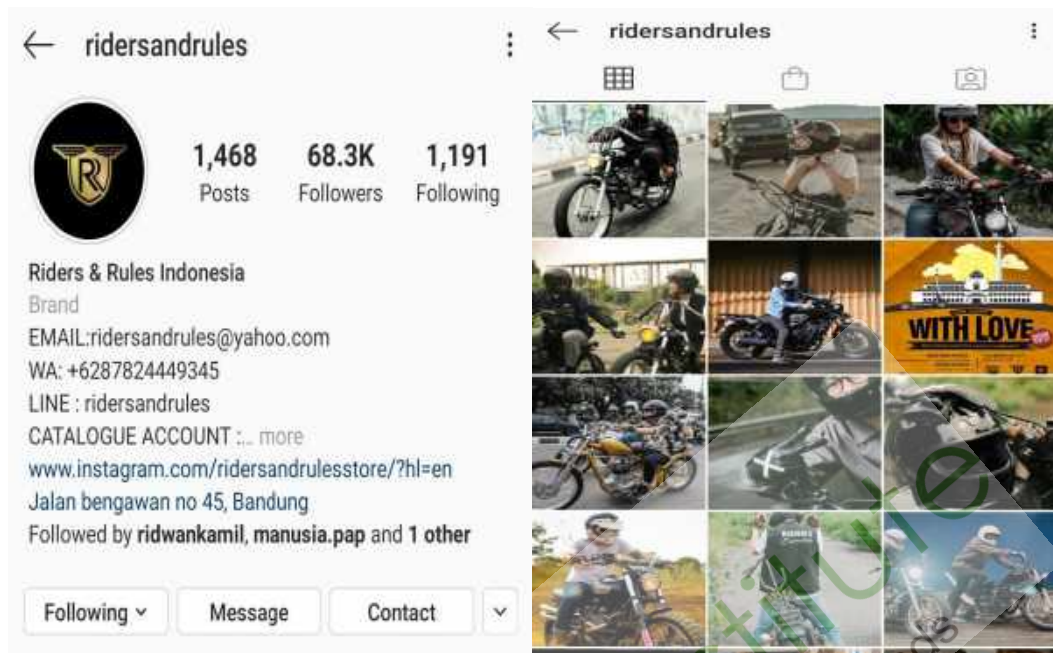 ridersandrules
1,468 68.3K 1,191
Posts Followers Following
Riders & Rules Indonesia
Brand
EMAIL:ridersandrules@yahoo.com
WA: +6287824449345
LINE : ridersandrules
CATALOGUE ACCOUNT :... more
www.instagram.com/ridersandrulesstore/?hl=en
Jalan bengawan no 45, Bandung
Followed by ridwankamil, manusia.pap and 1 other
Following Message Contact
ridersandrules
WITH LOVE